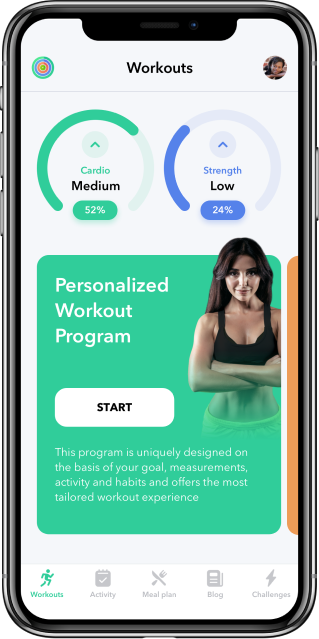 Workouts
Cardio
Medium
52%
Strength
Low
24%
Personalized
Workout
Program
START
This program is uniquely designed on
the basis of your goal, measurements,
activity and habits and offers the most
tailored workout experience
Workouts Activity Meal plan Blog Challenges